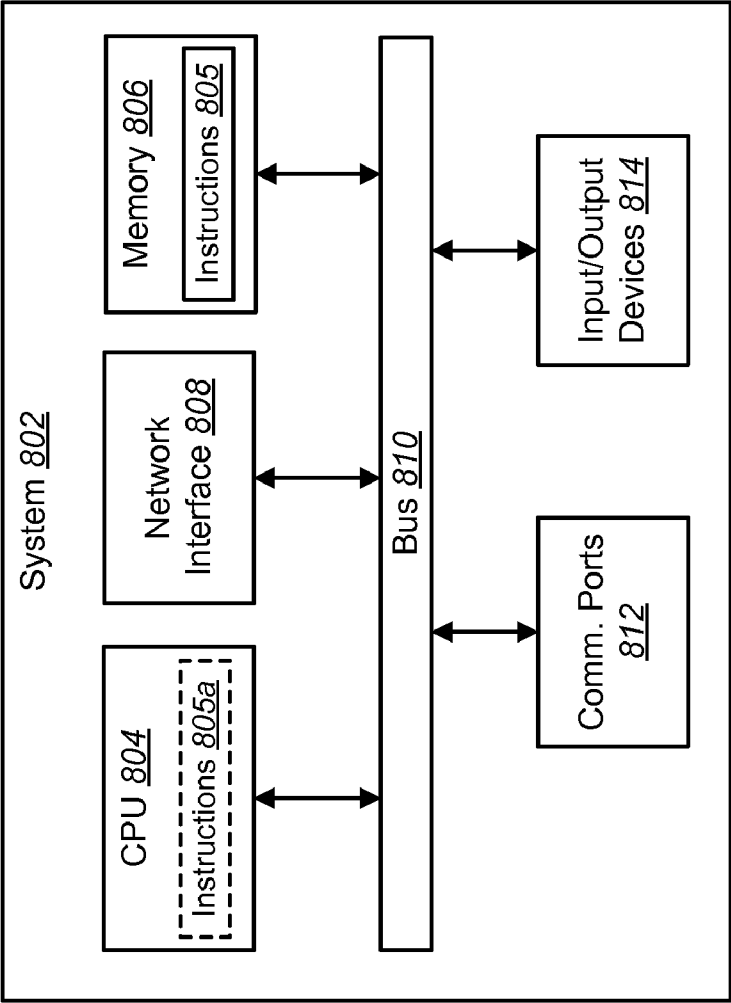 System 802
CPU 804
Instructions 805a
Network
Interface 808
Memory 806
Instructions 805
Bus 810
Comm. Ports
812
Input/Output
Devices 814